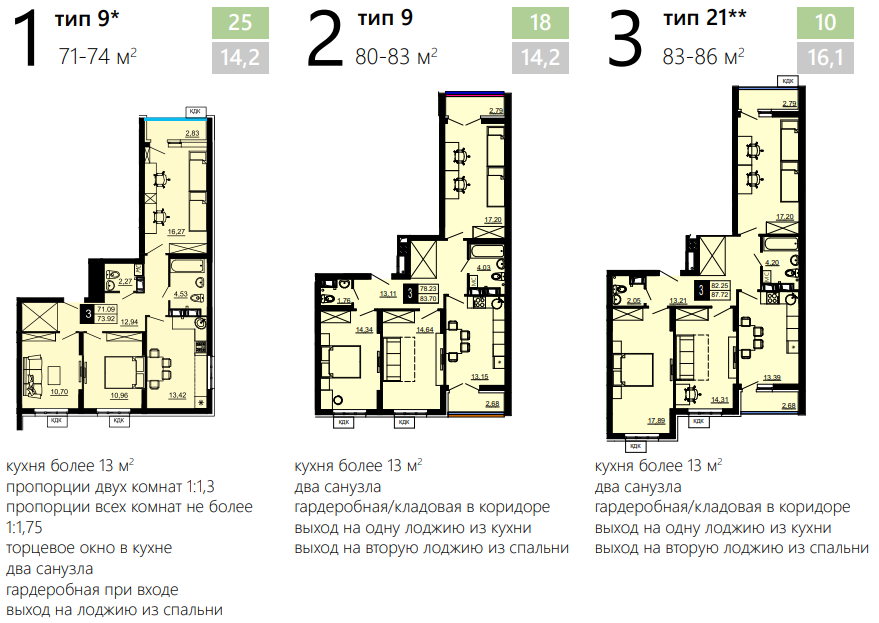 1 тип 9* 25
71-74 м² 14,2
КДК
2,83
16,27
МС
2,27
4,53
3 71.09
73.92
12,94
10,70
10,96
13,42
КДК КДК
кухня более 13 м²
пропорции двух комнат 1:1,3
пропорции всех комнат не более
1:1,75
торцевое окно в кухне
два санузла
гардеробная при входе
выход на лоджию из спальни
2 тип 9 18
80-83 м² 14,2
2,79
17,20
4,03
МС
1,76
13,11
3 78.23
83.70
14,34
14,64
13,15
2,68
КДК КДК
кухня более 13 м²
два санузла
гардеробная/кладовая в коридоре
выход на одну лоджию из кухни
выход на вторую лоджию из спальни
3 тип 21** 10
83-86 м² 16,1
КДК
2,79
17,20
4,20
МС
2,05
13,21
3 82.25
87.72
13,39
14,31
17,89
2,68
КДК
КДК
кухня более 13 м²
два санузла
гардеробная/кладовая в коридоре
выход на одну лоджию из кухни
выход на вторую лоджию из спальни